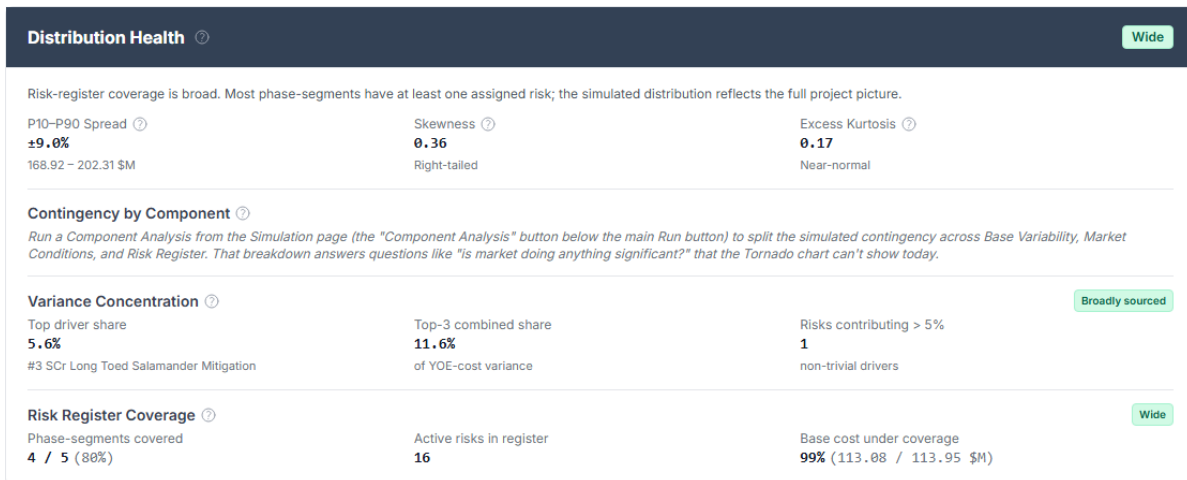 Distribution Health ?
Wide
Risk-register coverage is broad. Most phase-segments have at least one assigned risk; the simulated distribution reflects the full project picture.
P10–P90 Spread ?
±9.0%
168.92 – 202.31 $M
Skewness ?
0.36
Right-tailed
Excess Kurtosis ?
0.17
Near-normal
Contingency by Component ?
Run a Component Analysis from the Simulation page (the "Component Analysis" button below the main Run button) to split the simulated contingency across Base Variability, Market
Conditions, and Risk Register. That breakdown answers questions like "is market doing anything significant?" that the Tornado chart can't show today.
Variance Concentration ?
Broadly sourced
Top driver share
5.6%
#3 SCr Long Toed Salamander Mitigation
Top-3 combined share
11.6%
of YOE-cost variance
Risks contributing > 5%
1
non-trivial drivers
Risk Register Coverage ?
Wide
Phase-segments covered
4 / 5 (80%)
Active risks in register
16
Base cost under coverage
99% (113.08 / 113.95 $M)